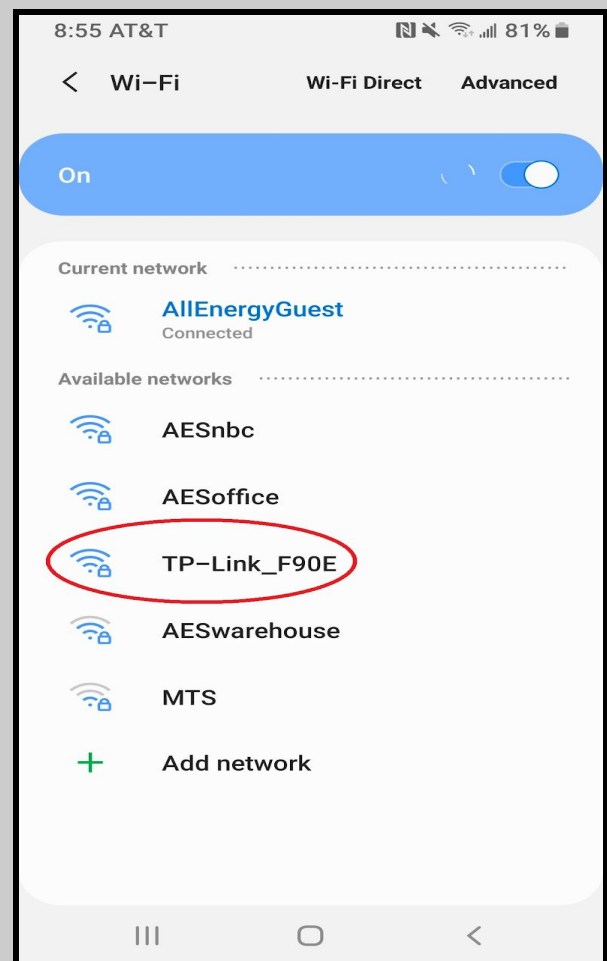 8:55 AT&T 81%
Wi-Fi Wi-Fi Direct Advanced
On
Current network
AllEnergyGuest
Connected
Available networks
AESnbc
AESoffice
TP-Link_F90E
AESwarehouse
MTS
Add network